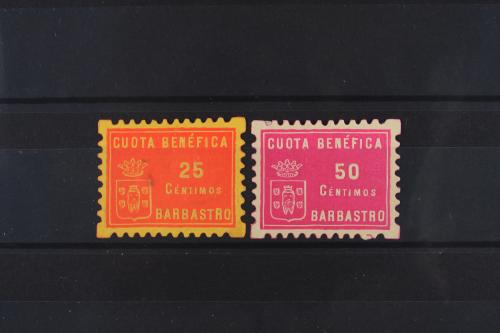 CUOTA BENÉFICA
25
CÉNTIMOS
BARBASTRO
CUOTA BENÉFICA
50
CÉNTIMOS
BARBASTRO